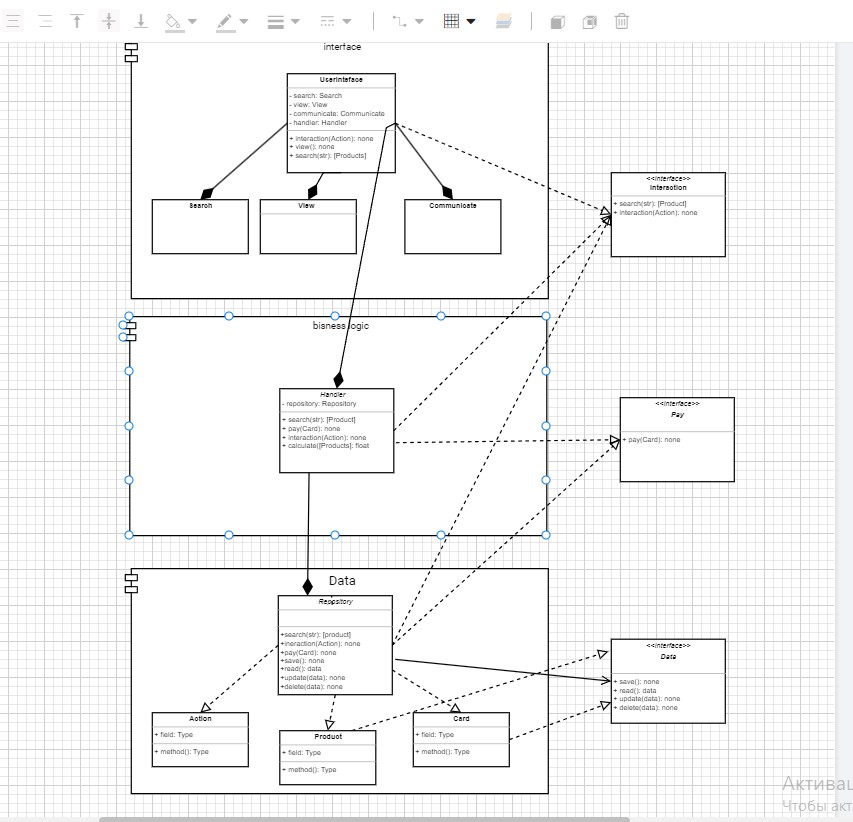 interface
UserInteface
- search: Search
- view: View
- communicate: Communicate
- handler: Handler
+ interaction(Action): none
+ view(): none
+ search(str): [Products]
Search
View
Communicate
<<interface>>
Interaction
+ search(str): [Product]
+ interaction(Action): none
bisness logic
Handler
- repository: Repository
+ search(str): [Product]
+ pay(Card): none
+ interaction(Action): none
+ calculate([Products]: float
<<interface>>
Pay
+ pay(Card): none
Data
Repository
+search(str): [product]
+ineraction(Action): none
+pay(Card): none
+save(): none
+read(): data
+update(data): none
+delete(data): none
<<interface>>
Data
+ save(): none
+ read(): data
+ update(data): none
+ delete(data): none
Action
+ field: Type
+ method(): Type
Product
+ field: Type
+ method(): Type
Card
+ field: Type
+ method(): Type
Активац
Чтобы акт